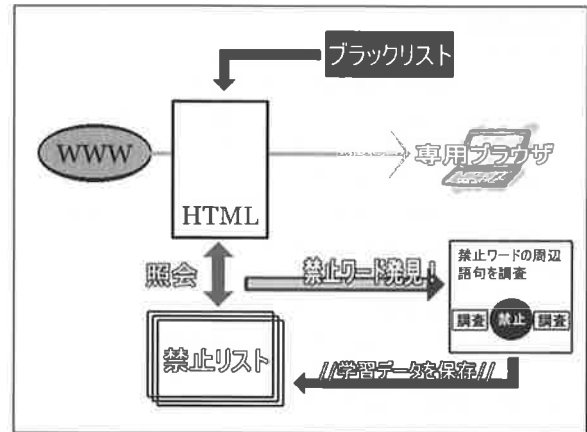 ブラックリスト
WWW
専用ブラウザ
HTML
照会
禁止ワード発見！
禁止ワードの周辺
語句を調査
調査 禁止 調査
禁止リスト
//学習データを保存//